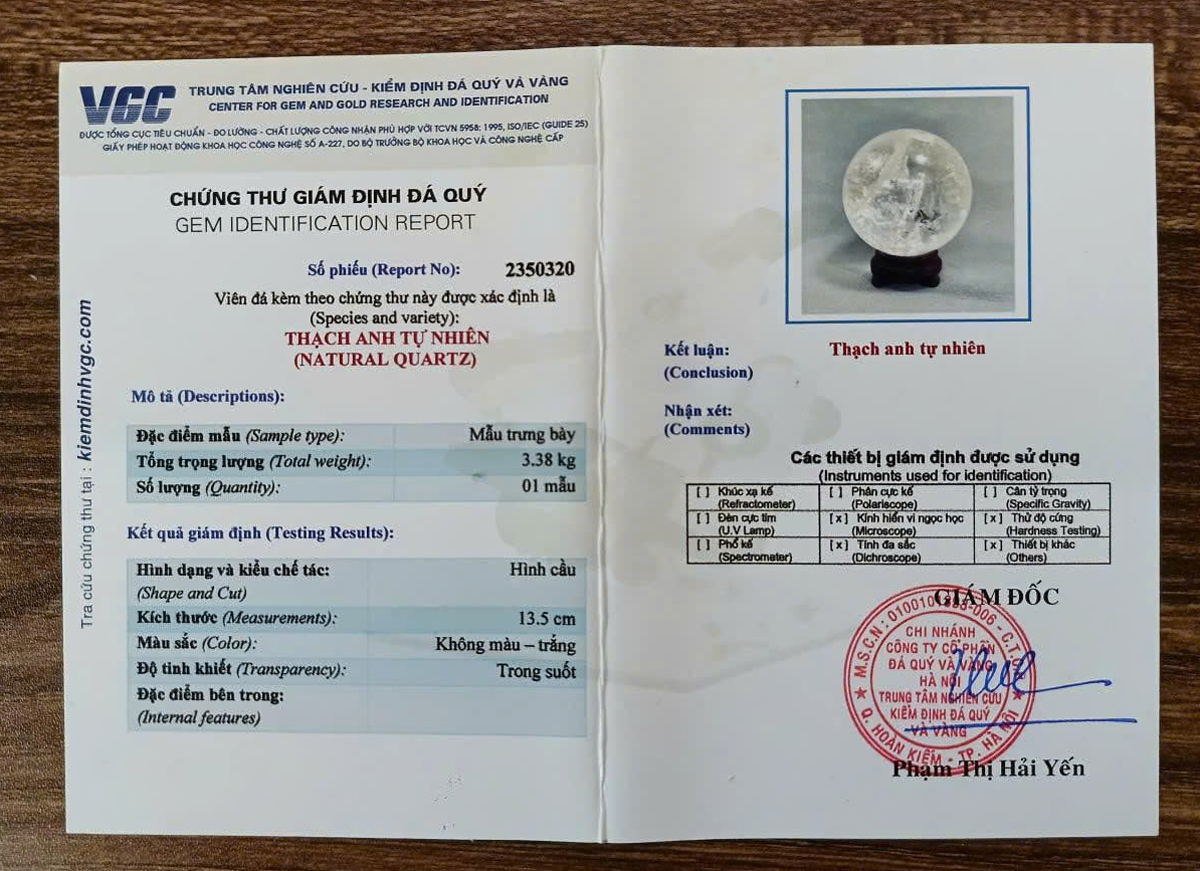 VGC
TRUNG TÂM NGHIÊN CỨU - KIỂM ĐỊNH ĐÁ QUÝ VÀ VÀNG
CENTER FOR GEM AND GOLD RESEARCH AND IDENTIFICATION
ĐƯỢC TỔNG CỤC TIÊU CHUẨN - ĐO LƯỜNG - CHẤT LƯỢNG CÔNG NHẬN PHÙ HỢP VỚI TCVN 5958: 1995, ISO/IEC (GUIDE 25)
GIẤY PHÉP HOẠT ĐỘNG KHOA HỌC CÔNG NGHỆ SỐ A-227, DO BỘ TRƯỞNG BỘ KHOA HỌC VÀ CÔNG NGHỆ CẤP
CHỨNG THƯ GIÁM ĐỊNH ĐÁ QUÝ
GEM IDENTIFICATION REPORT
Số phiếu (Report No): 2350320
Viên đá kèm theo chứng thư này được xác định là
(Species and variety):
THẠCH ANH TỰ NHIÊN
(NATURAL QUARTZ)
Mô tả (Descriptions):
Đặc điểm mẫu (Sample type): Mẫu trưng bày
Tổng trọng lượng (Total weight): 3.38 kg
Số lượng (Quantity): 01 mẫu
Kết quả giám định (Testing Results):
Hình dạng và kiểu chế tác: Hình cầu
(Shape and Cut)
Kích thước (Measurements): 13.5 cm
Màu sắc (Color): Không màu – trắng
Độ tinh khiết (Transparency): Trong suốt
Đặc điểm bên trong:
(Internal features)
Tra cứu chứng thư tại : kiemdinhvgc.com
Kết luận: Thạch anh tự nhiên
(Conclusion)
Nhận xét:
(Comments)
Các thiết bị giám định được sử dụng
(Instruments used for identification)
[ ] Khúc xạ kế [ ] Phân cực kế [ ] Cân tỷ trọng
(Refractometer) (Polariscope) (Specific Gravity)
[ ] Đèn cực tím [x] Kính hiển vi ngọc học [x] Thử độ cứng
(U.V Lamp) (Microscope) (Hardness Testing)
[ ] Phổ kế [x] Tính đa sắc [x] Thiết bị khác
(Spectrometer) (Dichroscope) (Others)
GIÁM ĐỐC
CHI NHÁNH
CÔNG TY CỔ PHẦN
ĐÁ QUÝ VÀ VÀNG
HÀ NỘI
TRUNG TÂM NGHIÊN CỨU
KIỂM ĐỊNH ĐÁ QUÝ
VÀ VÀNG
Q. HOÀN KIẾM - TP. HÀ NỘI
Phạm Thị Hải Yến